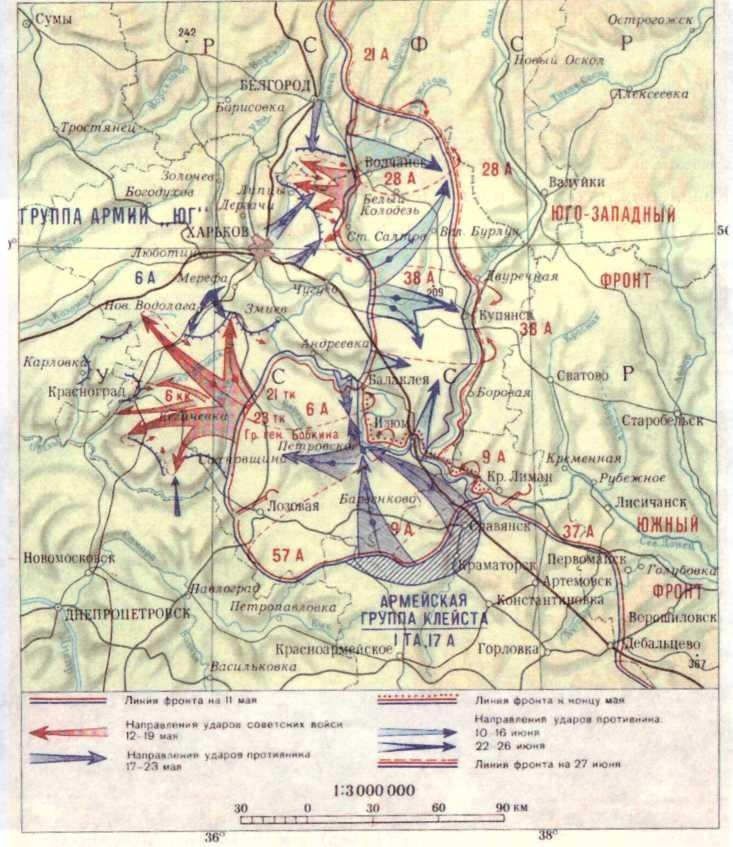 Сумы
Острогожск
242
Р
С
Ф
С
Р
21 А
Новый Оскол
БЕЛГОРОД
Борисовка
Алексеевка
Тростянец
Волчанск
28 А
28 А
Золочев
Богодухов
Липцы
Дергачи
Белый
Колодезь
Валуйки
ГРУППА АРМИЙ „ЮГ"
ЮГО-ЗАПАДНЫЙ
ХАРЬКОВ
Ст. Салтов
Вел. Бурлук
50
Люботин
6 А
Мерефа
Чугуев
38 А
209
Двуречная
ФРОНТ
Нов. Водолага
Змиев
Купянск
38 А
Андреевка
Карловка
У
С
С
Р
Красноград
6 кк
21 тк
23 тк
6 А
Балаклея
Сватово
Боровая
Старобельск
Гр. ген. Бобкина
Изюм
Петровская
9 А
Кременная
Кр. Лиман
Рубежное
Лозовая
Барвенково
Лисичанск
9 А
Славянск
37 А
ЮЖНЫЙ
57 А
Новомосковск
Краматорск
Первомайск
Голубовка
Павлоград
Артемовск
ФРОНТ
ДНЕПРОПЕТРОВСК
Петропавловка
АРМЕЙСКАЯ
ГРУППА КЛЕЙСТА
1 ТА, 17 А
Константиновка
Ворошиловск
Красноармейское
Горловка
Дебальцево
367
Васильковка
Линия фронта на 11 мая
Направления ударов советских войск
12-19 мая
Направления ударов противника
17-23 мая
Линия фронта к концу мая
Направления ударов противника:
10-16 июня
22-26 июня
Линия фронта на 27 июня
1:3 000 000
30 0 30 60 90 км
36° 38°